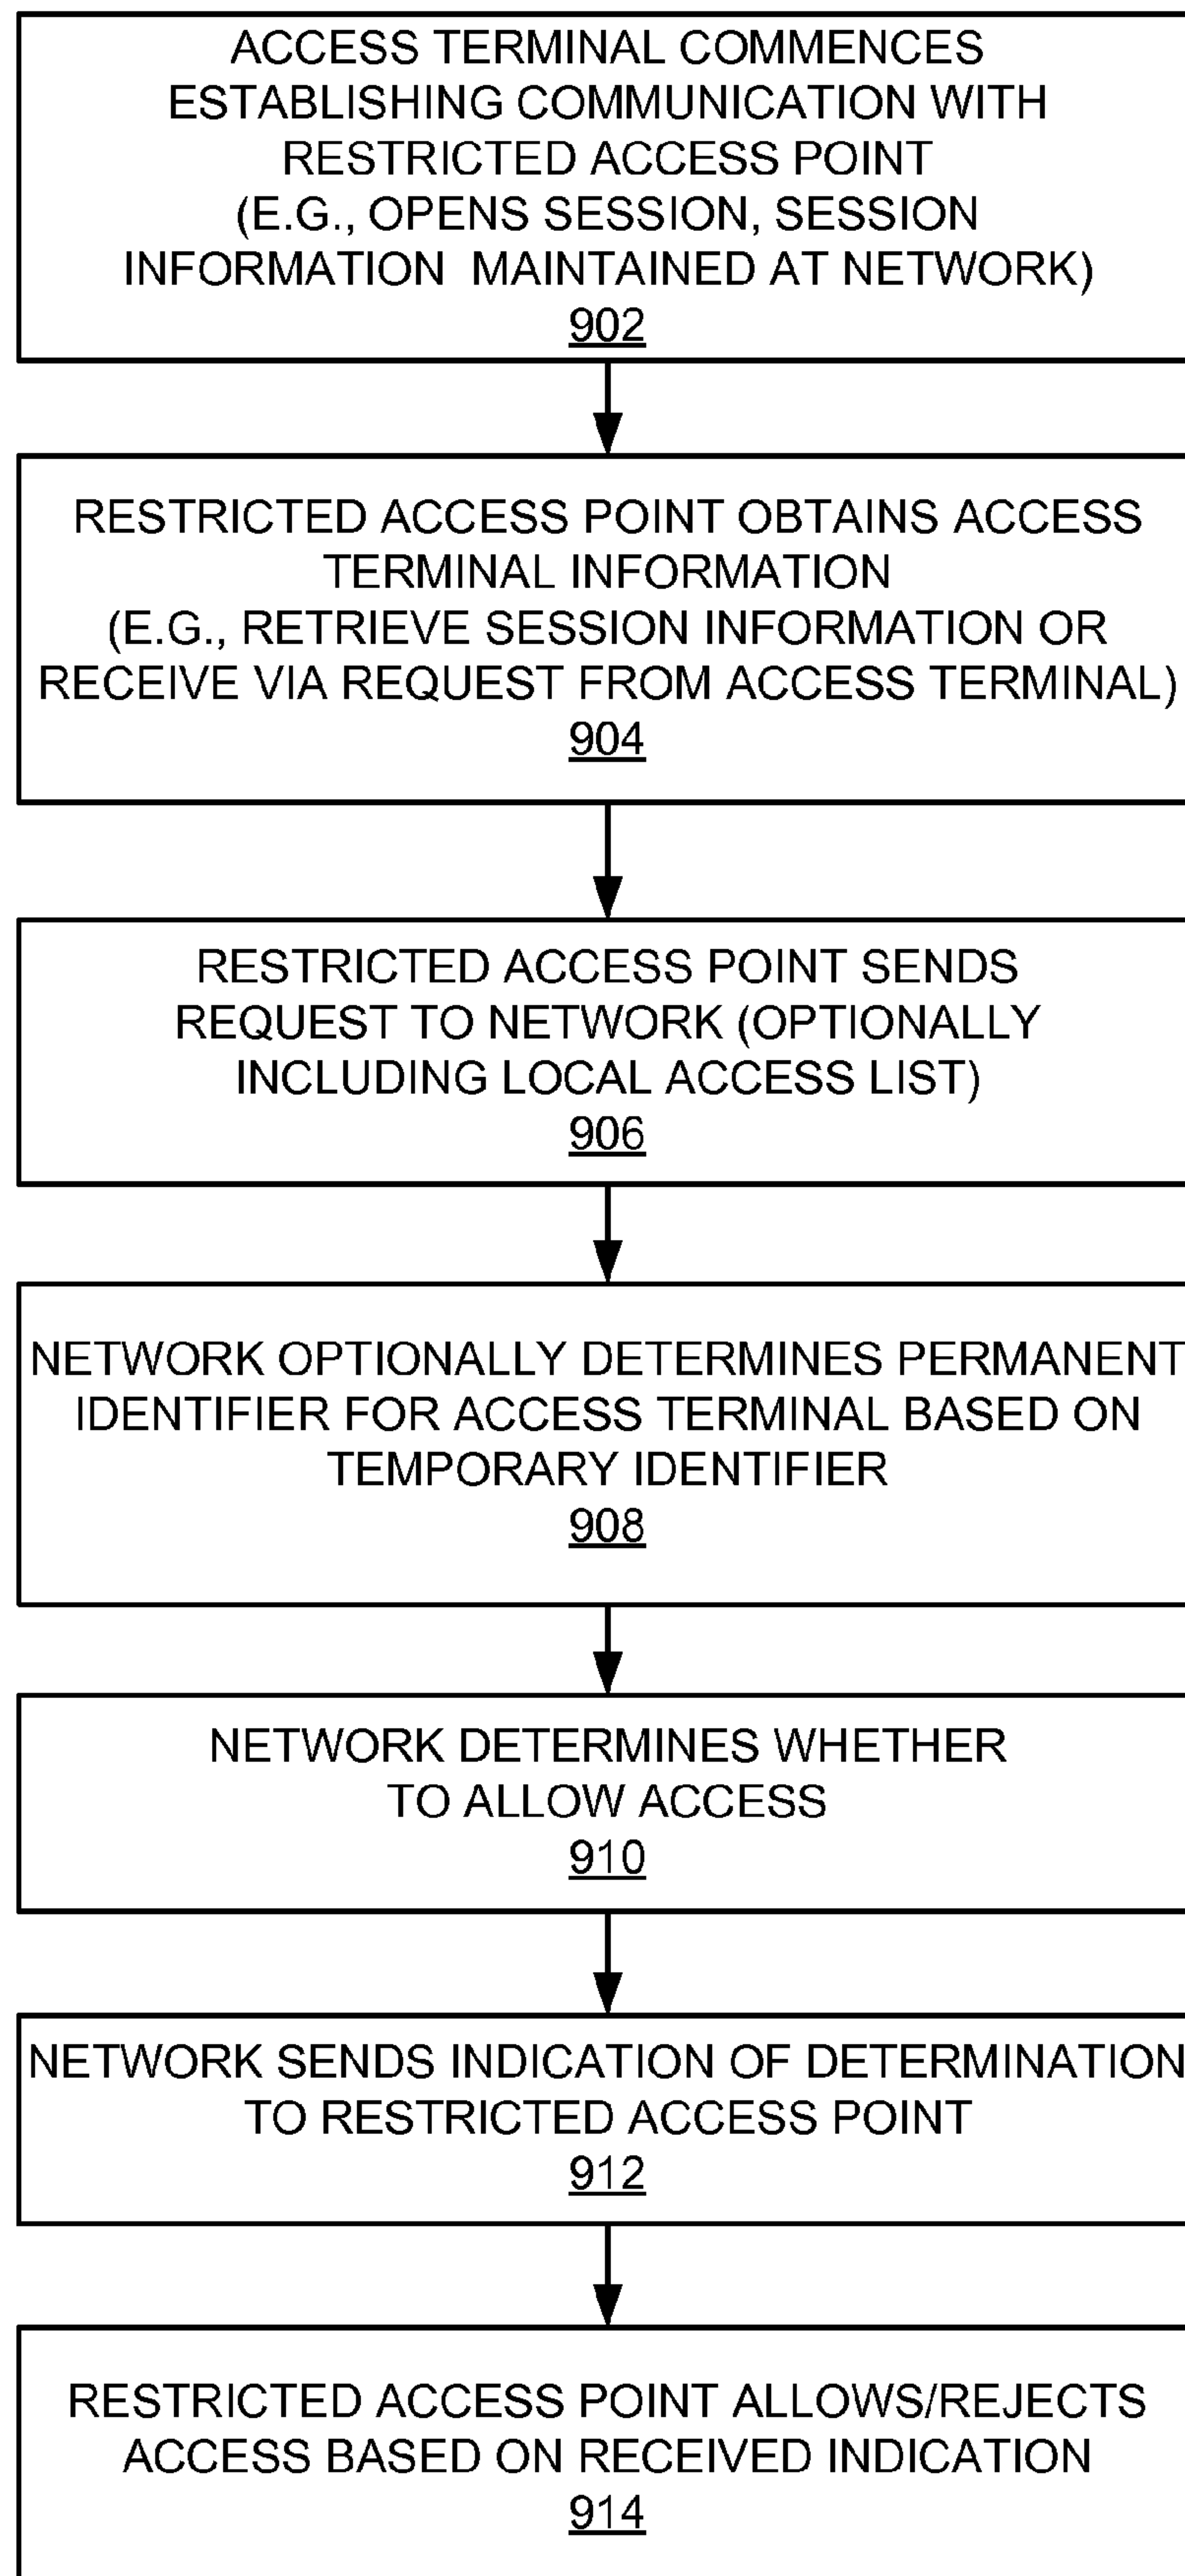 ACCESS TERMINAL COMMENCES
ESTABLISHING COMMUNICATION WITH
RESTRICTED ACCESS POINT
(E.G., OPENS SESSION, SESSION
INFORMATION MAINTAINED AT NETWORK)
902
RESTRICTED ACCESS POINT OBTAINS ACCESS
TERMINAL INFORMATION
(E.G., RETRIEVE SESSION INFORMATION OR
RECEIVE VIA REQUEST FROM ACCESS TERMINAL)
904
RESTRICTED ACCESS POINT SENDS
REQUEST TO NETWORK (OPTIONALLY
INCLUDING LOCAL ACCESS LIST)
906
NETWORK OPTIONALLY DETERMINES PERMANENT
IDENTIFIER FOR ACCESS TERMINAL BASED ON
TEMPORARY IDENTIFIER
908
NETWORK DETERMINES WHETHER
TO ALLOW ACCESS
910
NETWORK SENDS INDICATION OF DETERMINATION
TO RESTRICTED ACCESS POINT
912
RESTRICTED ACCESS POINT ALLOWS/REJECTS
ACCESS BASED ON RECEIVED INDICATION
914